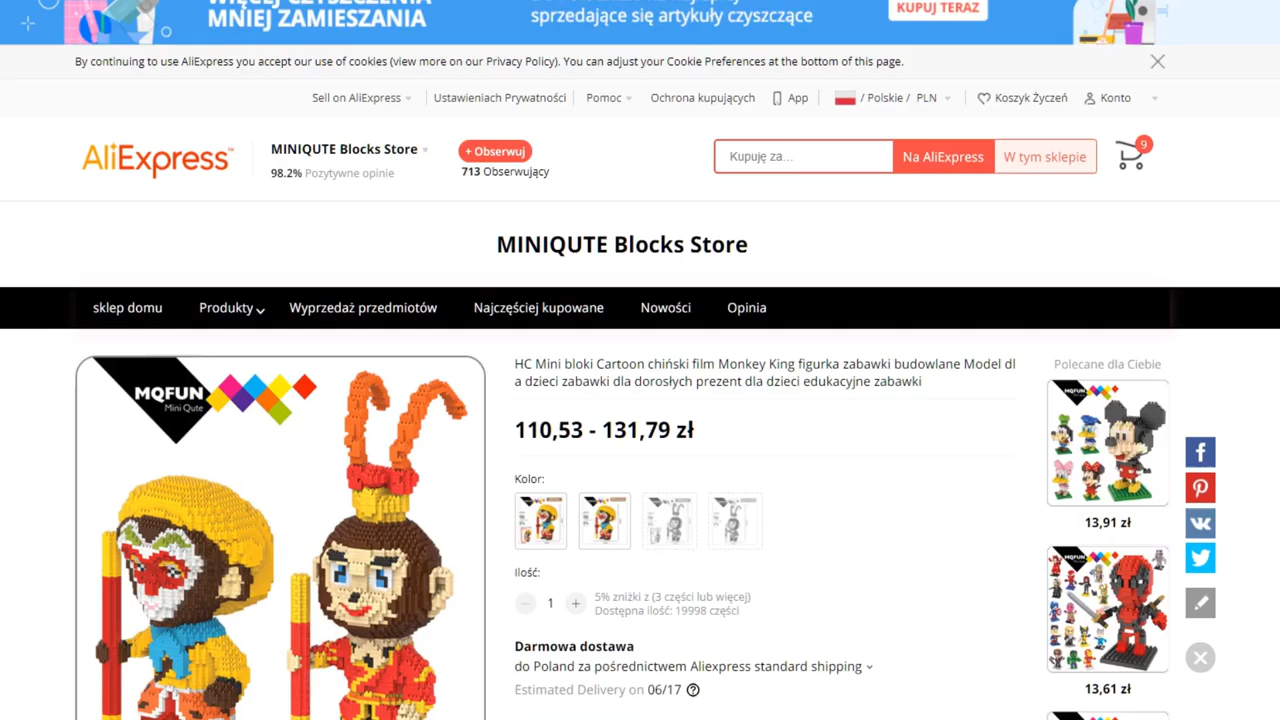 WIĘCEJ CZYSZCZENIA
MNIEJ ZAMIESZANIA
sprzedające się artykuły czyszczące
KUPUJ TERAZ
By continuing to use AliExpress you accept our use of cookies (view more on our Privacy Policy). You can adjust your Cookie Preferences at the bottom of this page.
Sell on AliExpress
Ustawieniach Prywatności
Pomoc
Ochrona kupujących
App
/ Polskie / PLN
Koszyk Życzeń
Konto
AliExpress™
MINIQUTE Blocks Store
98.2% Pozytywne opinie
+ Obserwuj
713 Obserwujący
Kupuję za...
Na AliExpress
W tym sklepie
9
MINIQUTE Blocks Store
sklep domu
Produkty
Wyprzedaż przedmiotów
Najczęściej kupowane
Nowości
Opinia
MQFUN
Mini Qute
HC Mini bloki Cartoon chiński film Monkey King figurka zabawki budowlane Model dl
a dzieci zabawki dla dorosłych prezent dla dzieci edukacyjne zabawki
110,53 - 131,79 zł
Kolor:
Ilość:
1
5% zniżki z (3 części lub więcej)
Dostępna ilość: 19998 części
Darmowa dostawa
do Poland za pośrednictwem Aliexpress standard shipping
Estimated Delivery on 06/17
Polecane dla Ciebie
MQFUN
13,91 zł
MQFUN
13,61 zł